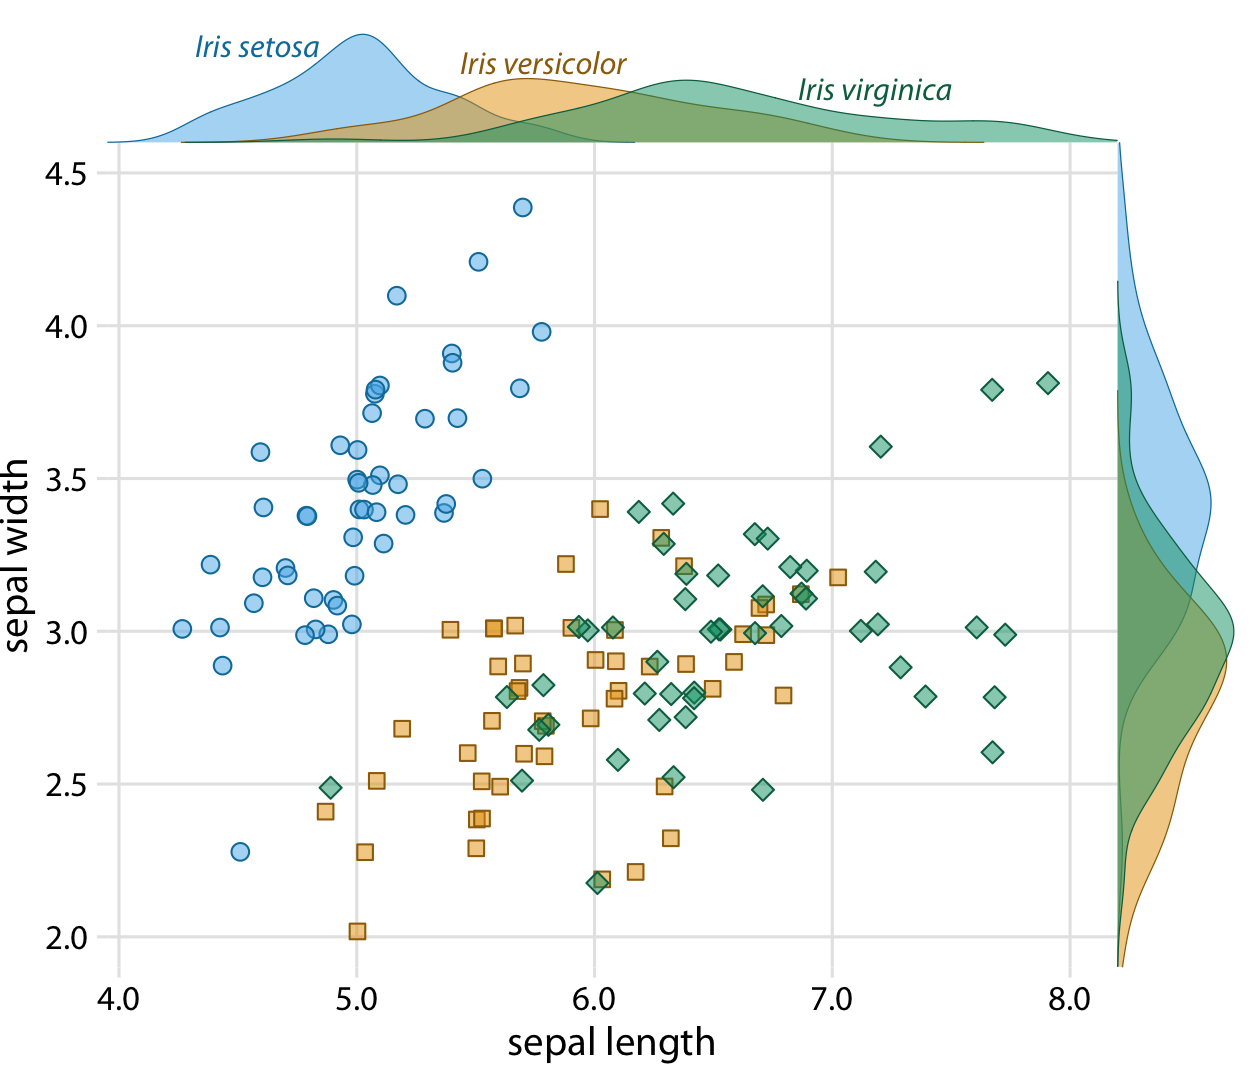 Iris setosa
Iris versicolor
Iris virginica
4.5
4.0
3.5
3.0
2.5
2.0
sepal width
4.0 5.0 6.0 7.0 8.0
sepal length